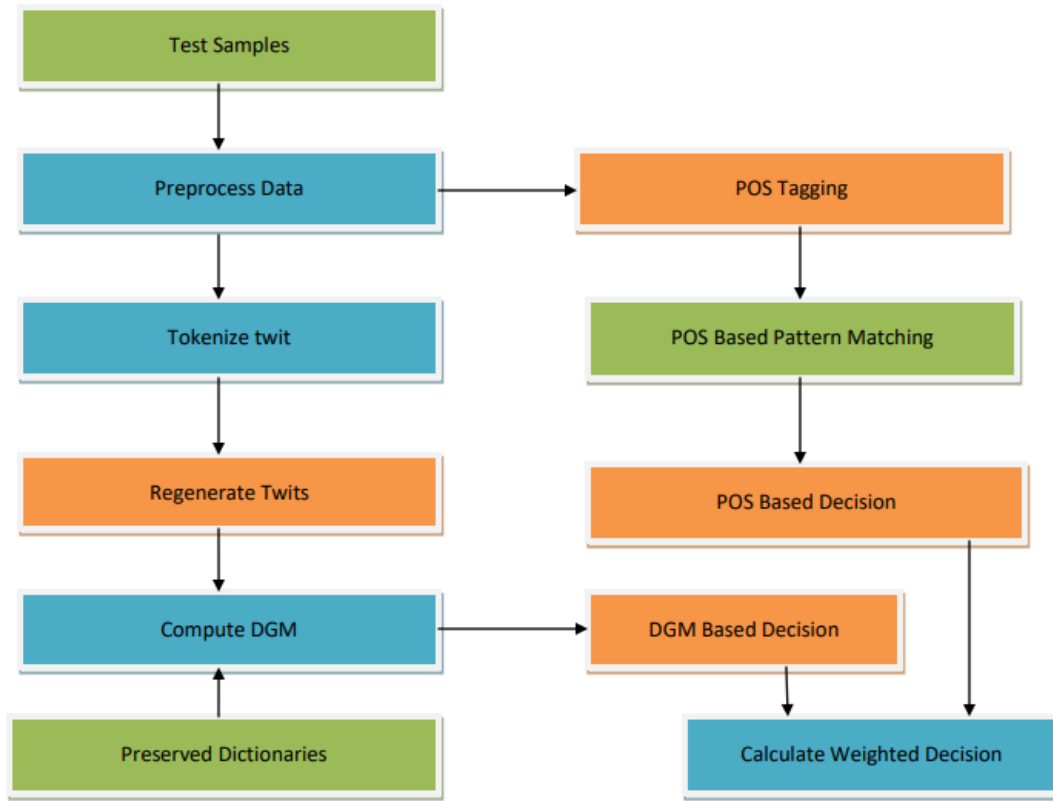 Test Samples
Preprocess Data
POS Tagging
Tokenize twit
POS Based Pattern Matching
Regenerate Twits
POS Based Decision
Compute DGM
DGM Based Decision
Preserved Dictionaries
Calculate Weighted Decision